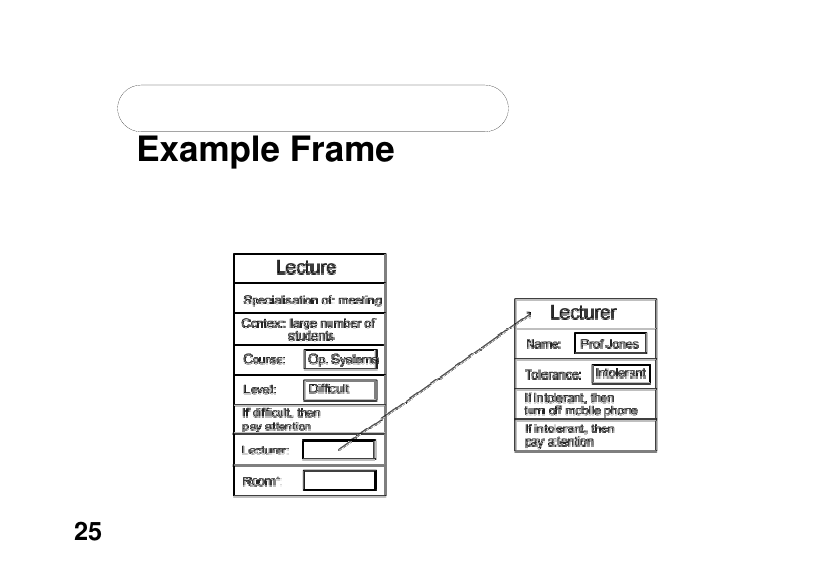 Example Frame
Lecture
Specialisation of: meeting
Context: large number of
students
Course: Op. Systems
Level: Difficult
If difficult, then
pay attention
Lecturer:
Room:
Lecturer
Name: Prof Jones
Tolerance: Intolerant
If intolerant, then
turn off mobile phone
If intolerant, then
pay attention
25